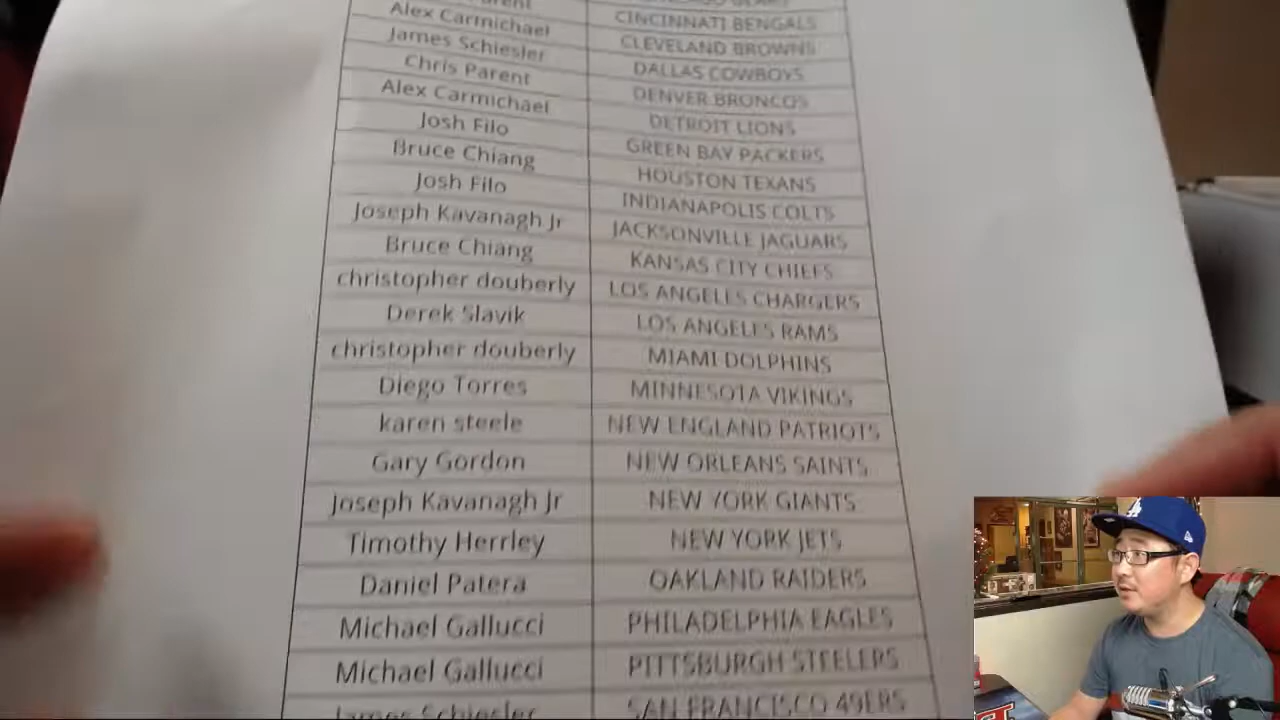 Parent CINCINNATI BENGALS
Alex Carmichael CLEVELAND BROWNS
James Schiesler DALLAS COWBOYS
Chris Parent DENVER BRONCOS
Alex Carmichael DETROIT LIONS
Josh Filo GREEN BAY PACKERS
Bruce Chiang HOUSTON TEXANS
Josh Filo INDIANAPOLIS COLTS
Joseph Kavanagh Jr JACKSONVILLE JAGUARS
Bruce Chiang KANSAS CITY CHIEFS
christopher douberly LOS ANGELES CHARGERS
Derek Slavik LOS ANGELES RAMS
christopher douberly MIAMI DOLPHINS
Diego Torres MINNESOTA VIKINGS
karen steele NEW ENGLAND PATRIOTS
Gary Gordon NEW ORLEANS SAINTS
Joseph Kavanagh Jr NEW YORK GIANTS
Timothy Herrley NEW YORK JETS
Daniel Patera OAKLAND RAIDERS
Michael Gallucci PHILADELPHIA EAGLES
Michael Gallucci PITTSBURGH STEELERS
James Schiesler SAN FRANCISCO 49ERS
LA